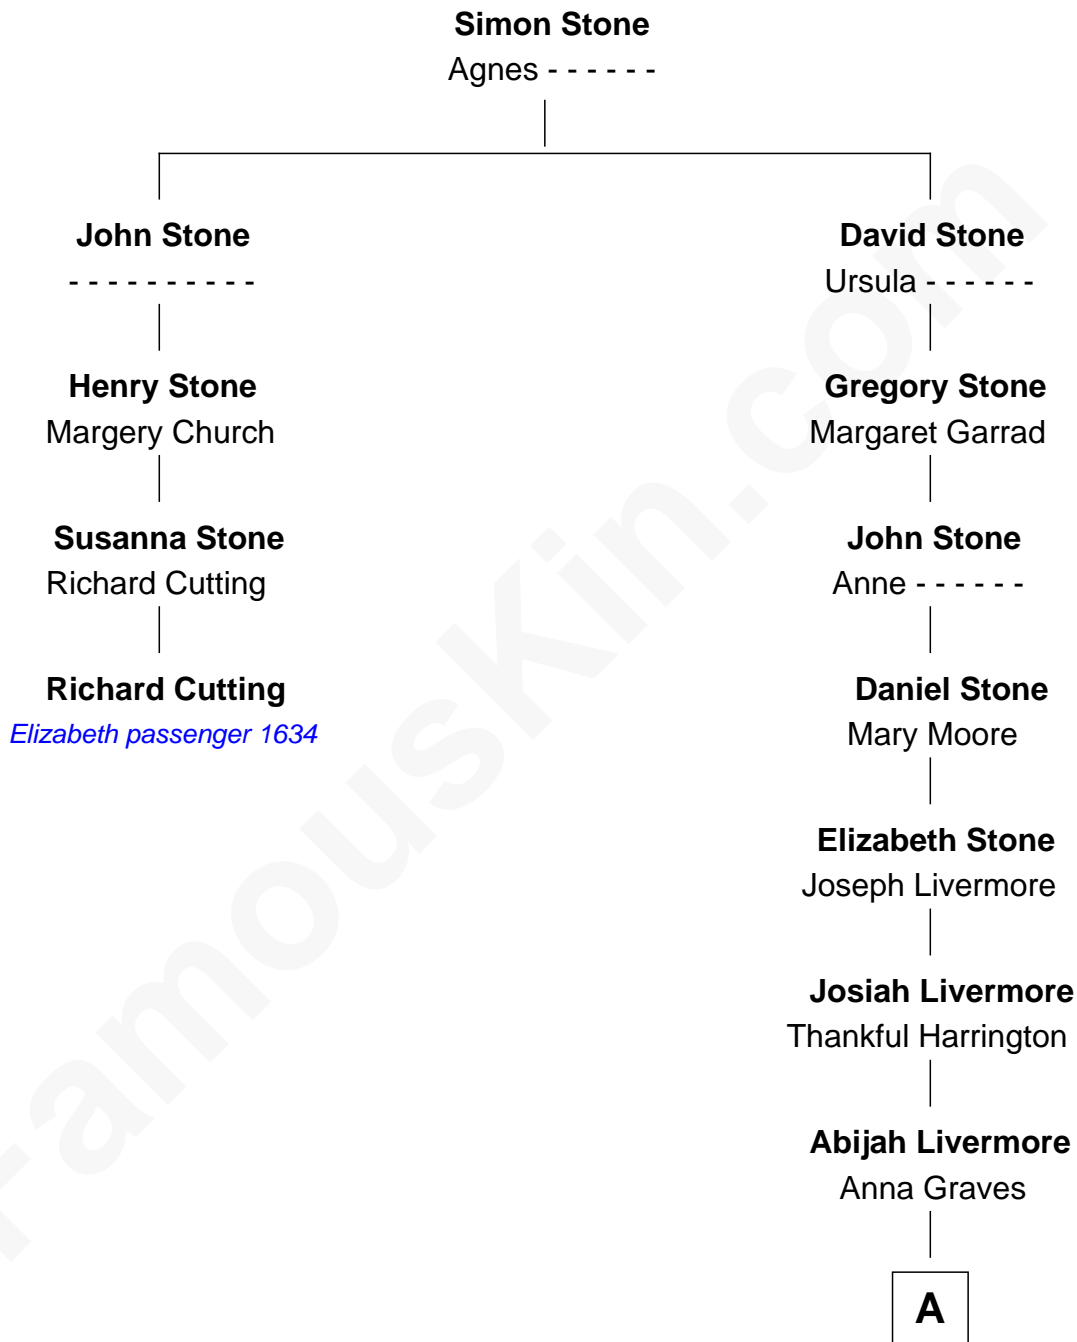 Simon Stone
Agnes - - - - - -
John Stone
- - - - - - - - - -
David Stone
Ursula - - - - - -
Henry Stone
Margery Church
Gregory Stone
Margaret Garrad
Susanna Stone
Richard Cutting
John Stone
Anne - - - - - -
Richard Cutting
Elizabeth passenger 1634
Daniel Stone
Mary Moore
Elizabeth Stone
Joseph Livermore
Josiah Livermore
Thankful Harrington
Abijah Livermore
Anna Graves
A
FamousKin.com